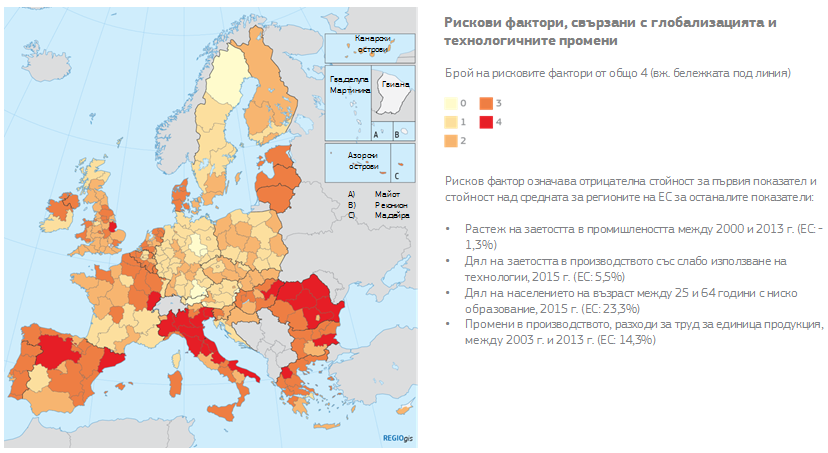 Рискови фактори, свързани с глобализацията и
технологичните промени
Брой на рисковите фактори от общо 4 (вж. бележката под линия)
0
3
1
4
2
Рисков фактор означава отрицателна стойност за първия показател и
стойност над средната за регионите на ЕС за останалите показатели:
• Растеж на заетостта в промишлеността между 2000 и 2013 г. (ЕС: -
1,3%)
• Дял на заетостта в производството със слабо използване на
технологии, 2015 г. (ЕС: 5,5%)
• Дял на населението на възраст между 25 и 64 години с ниско
образование, 2015 г. (ЕС: 23,3%)
• Промени в производството, разходи за труд за единица продукция,
между 2003 г. и 2013 г. (ЕС: 14,3%)
Канарски
острови
Гваделупа
Мартиника
Гвиана
A
B
Азорски
острови
C
A) Майот
B) Реюнион
C) Мадейра
REGIOgis